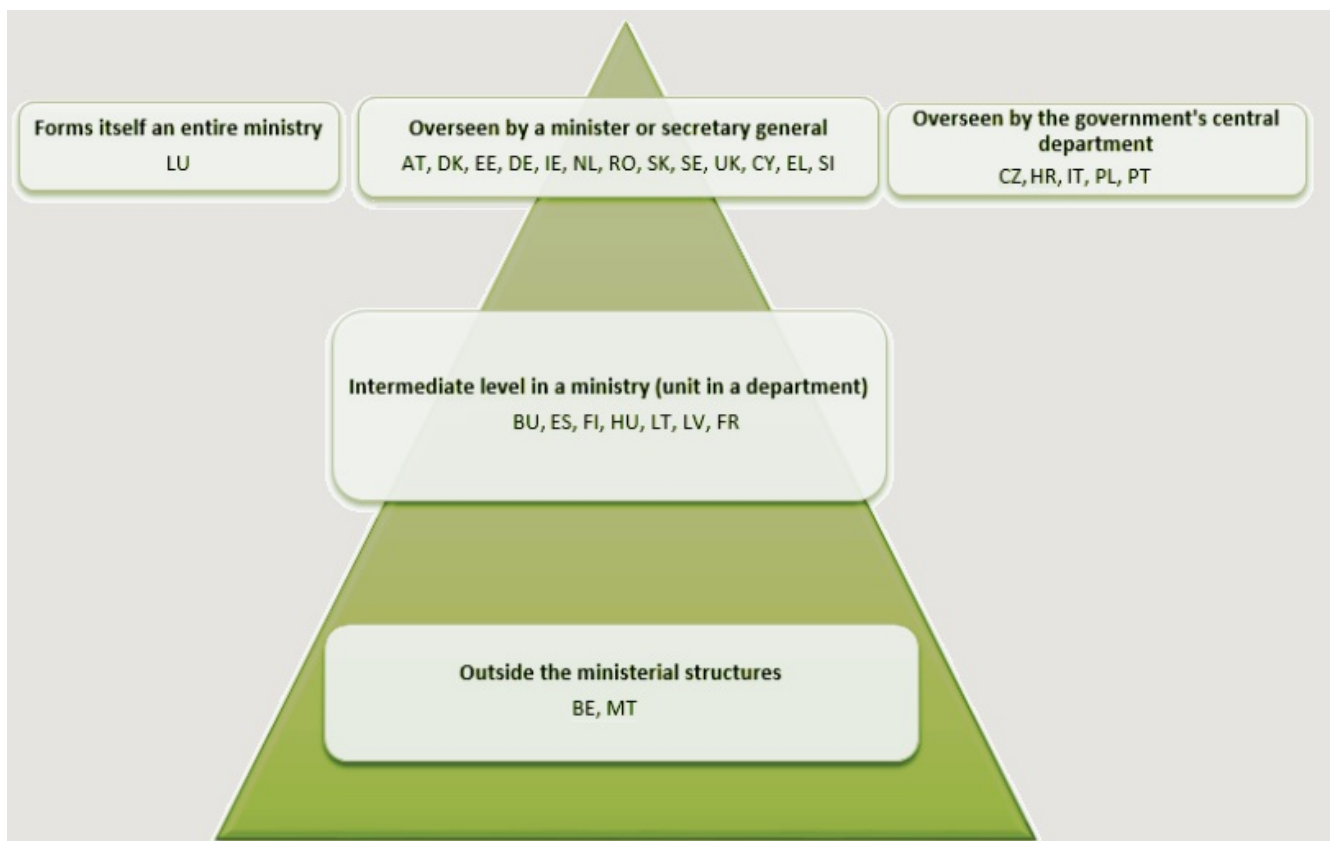 Forms itself an entire ministry
LU
Overseen by a minister or secretary general
AT, DK, EE, DE, IE, NL, RO, SK, SE, UK, CY, EL, SI
Overseen by the government's central
department
CZ, HR, IT, PL, PT
Intermediate level in a ministry (unit in a department)
BU, ES, FI, HU, LT, LV, FR
Outside the ministerial structures
BE, MT